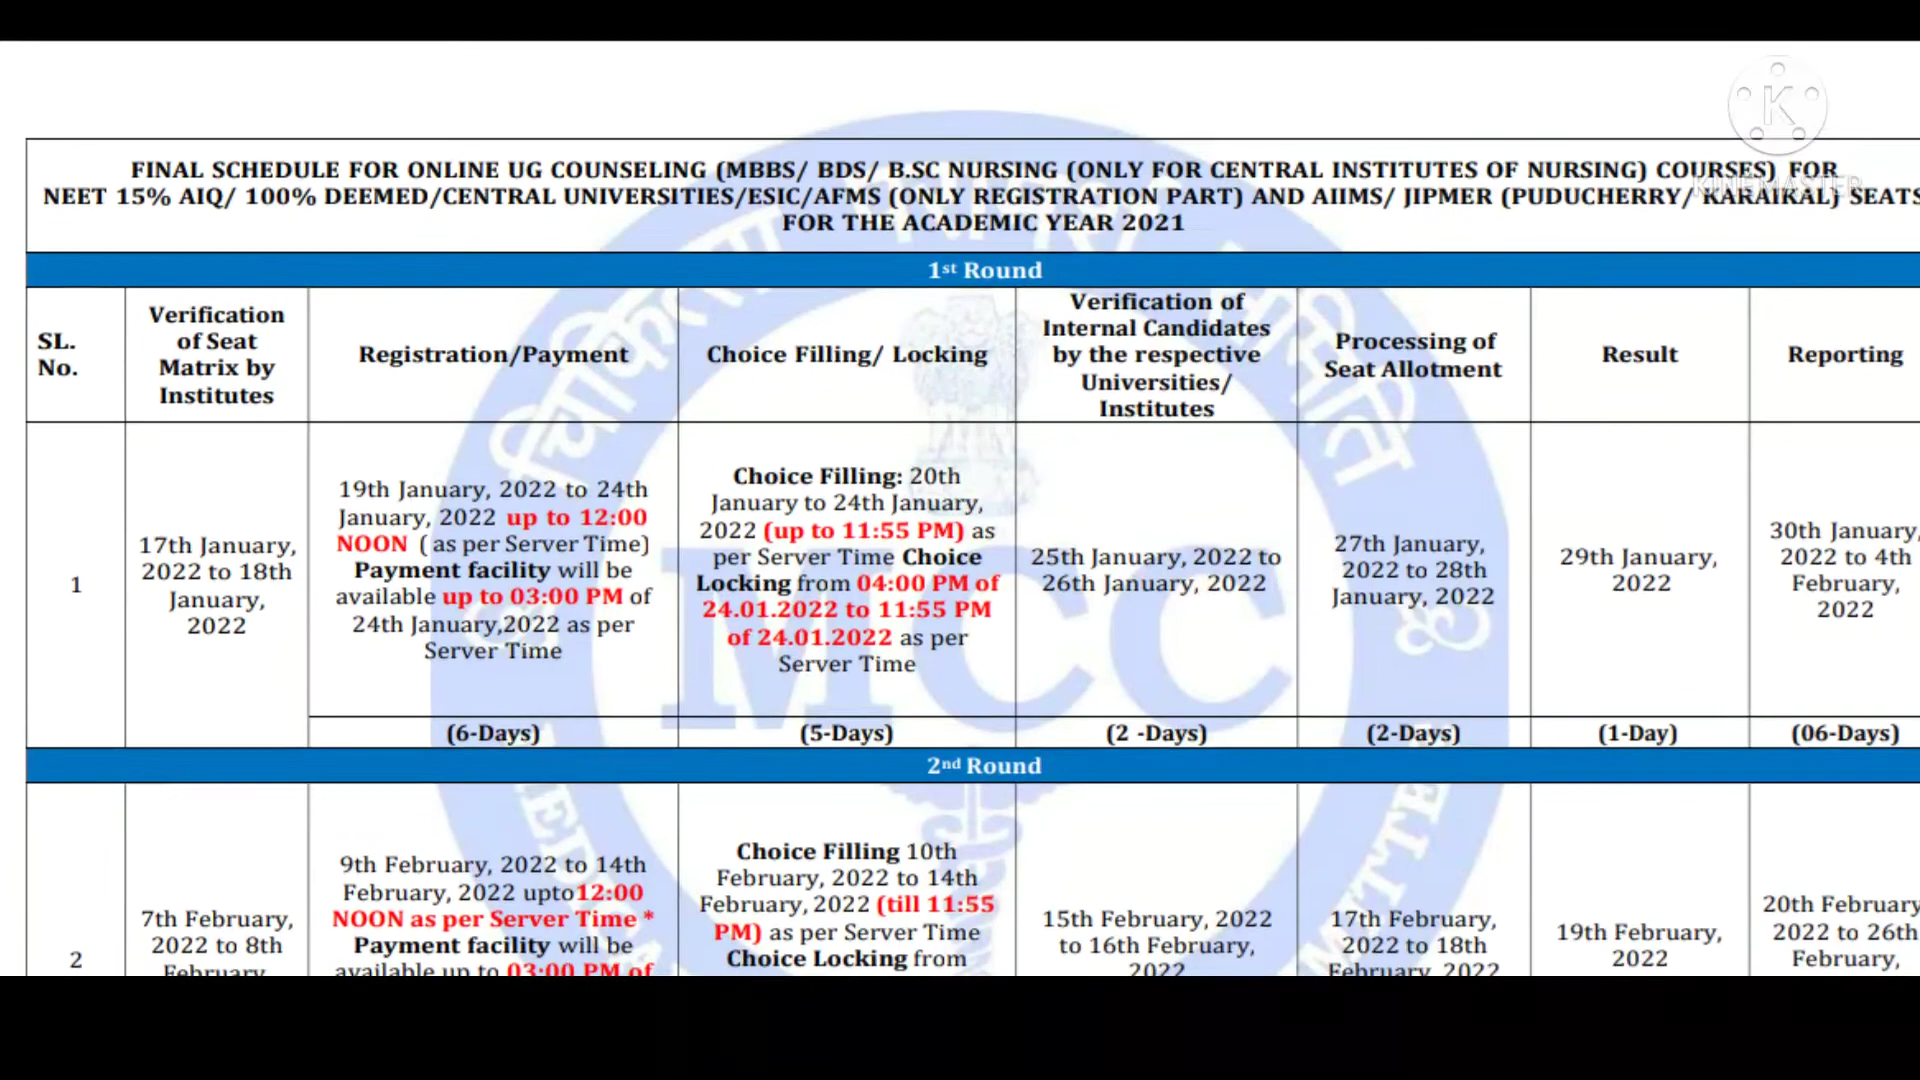 KINEMASTER
FINAL SCHEDULE FOR ONLINE UG COUNSELING (MBBS/ BDS/ B.SC NURSING (ONLY FOR CENTRAL INSTITUTES OF NURSING) COURSES) FOR
NEET 15% AIQ/ 100% DEEMED/CENTRAL UNIVERSITIES/ESIC/AFMS (ONLY REGISTRATION PART) AND AIIMS/ JIPMER (PUDUCHERRY/ KARAIKAL) SEATS
FOR THE ACADEMIC YEAR 2021
1st Round
SL.
No.
Verification
of Seat
Matrix by
Institutes
Registration/Payment
Choice Filling/ Locking
Verification of
Internal Candidates
by the respective
Universities/
Institutes
Processing of
Seat Allotment
Result
Reporting
1
17th January,
2022 to 18th
January,
2022
19th January, 2022 to 24th
January, 2022 up to 12:00
NOON (as per Server Time)
Payment facility will be
available up to 03:00 PM of
24th January,2022 as per
Server Time
Choice Filling: 20th
January to 24th January,
2022 (up to 11:55 PM) as
per Server Time Choice
Locking from 04:00 PM of
24.01.2022 to 11:55 PM
of 24.01.2022 as per
Server Time
25th January, 2022 to
26th January, 2022
27th January,
2022 to 28th
January, 2022
29th January,
2022
30th January,
2022 to 4th
February,
2022
(6-Days)
(5-Days)
(2 -Days)
(2-Days)
(1-Day)
(06-Days)
2nd Round
2
7th February,
2022 to 8th
February
9th February, 2022 to 14th
February, 2022 upto12:00
NOON as per Server Time *
Payment facility will be
available up to 03:00 PM of
Choice Filling 10th
February, 2022 to 14th
February, 2022 (till 11:55
PM) as per Server Time
Choice Locking from
15th February, 2022
to 16th February,
2022
17th February,
2022 to 18th
February, 2022
19th February,
2022
20th February,
2022 to 26th
February,
MCC